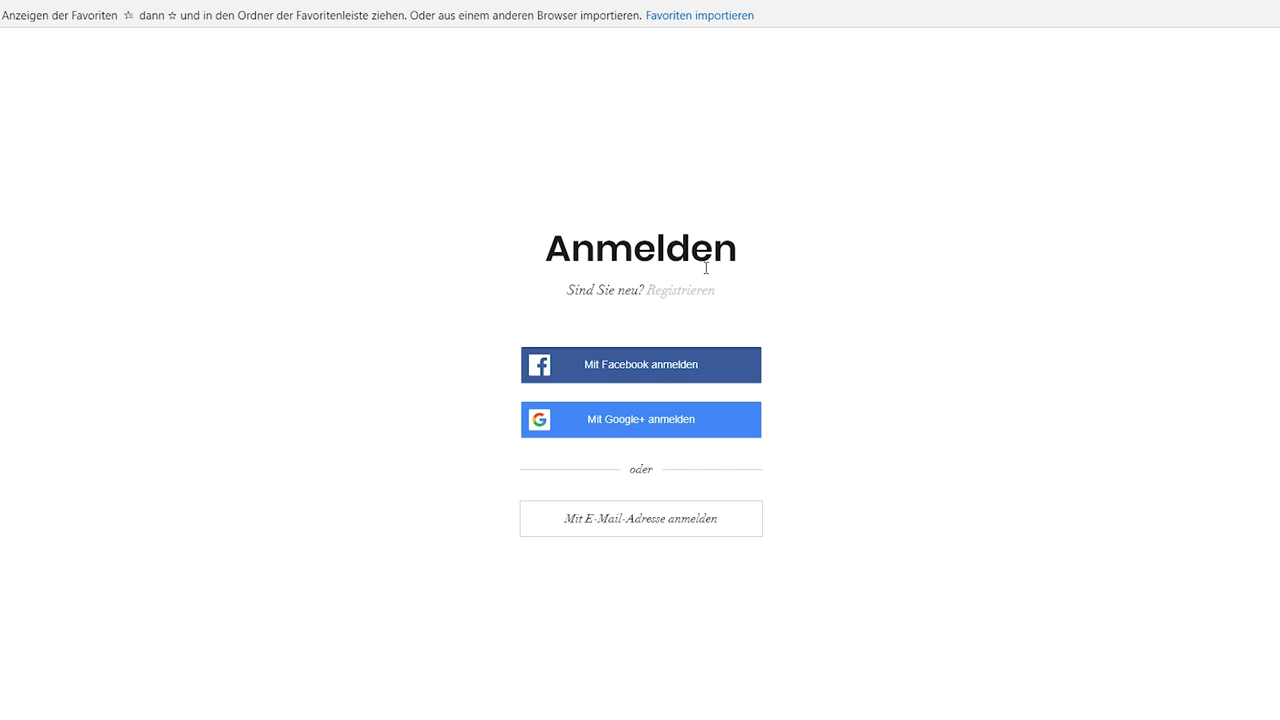 Anzeigen der Favoriten ☆ dann ☆ und in den Ordner der Favoritenleiste ziehen. Oder aus einem anderen Browser importieren. Favoriten importieren
Anmelden
Sind Sie neu? Registrieren
Mit Facebook anmelden
Mit Google+ anmelden
oder
Mit E-Mail-Adresse anmelden